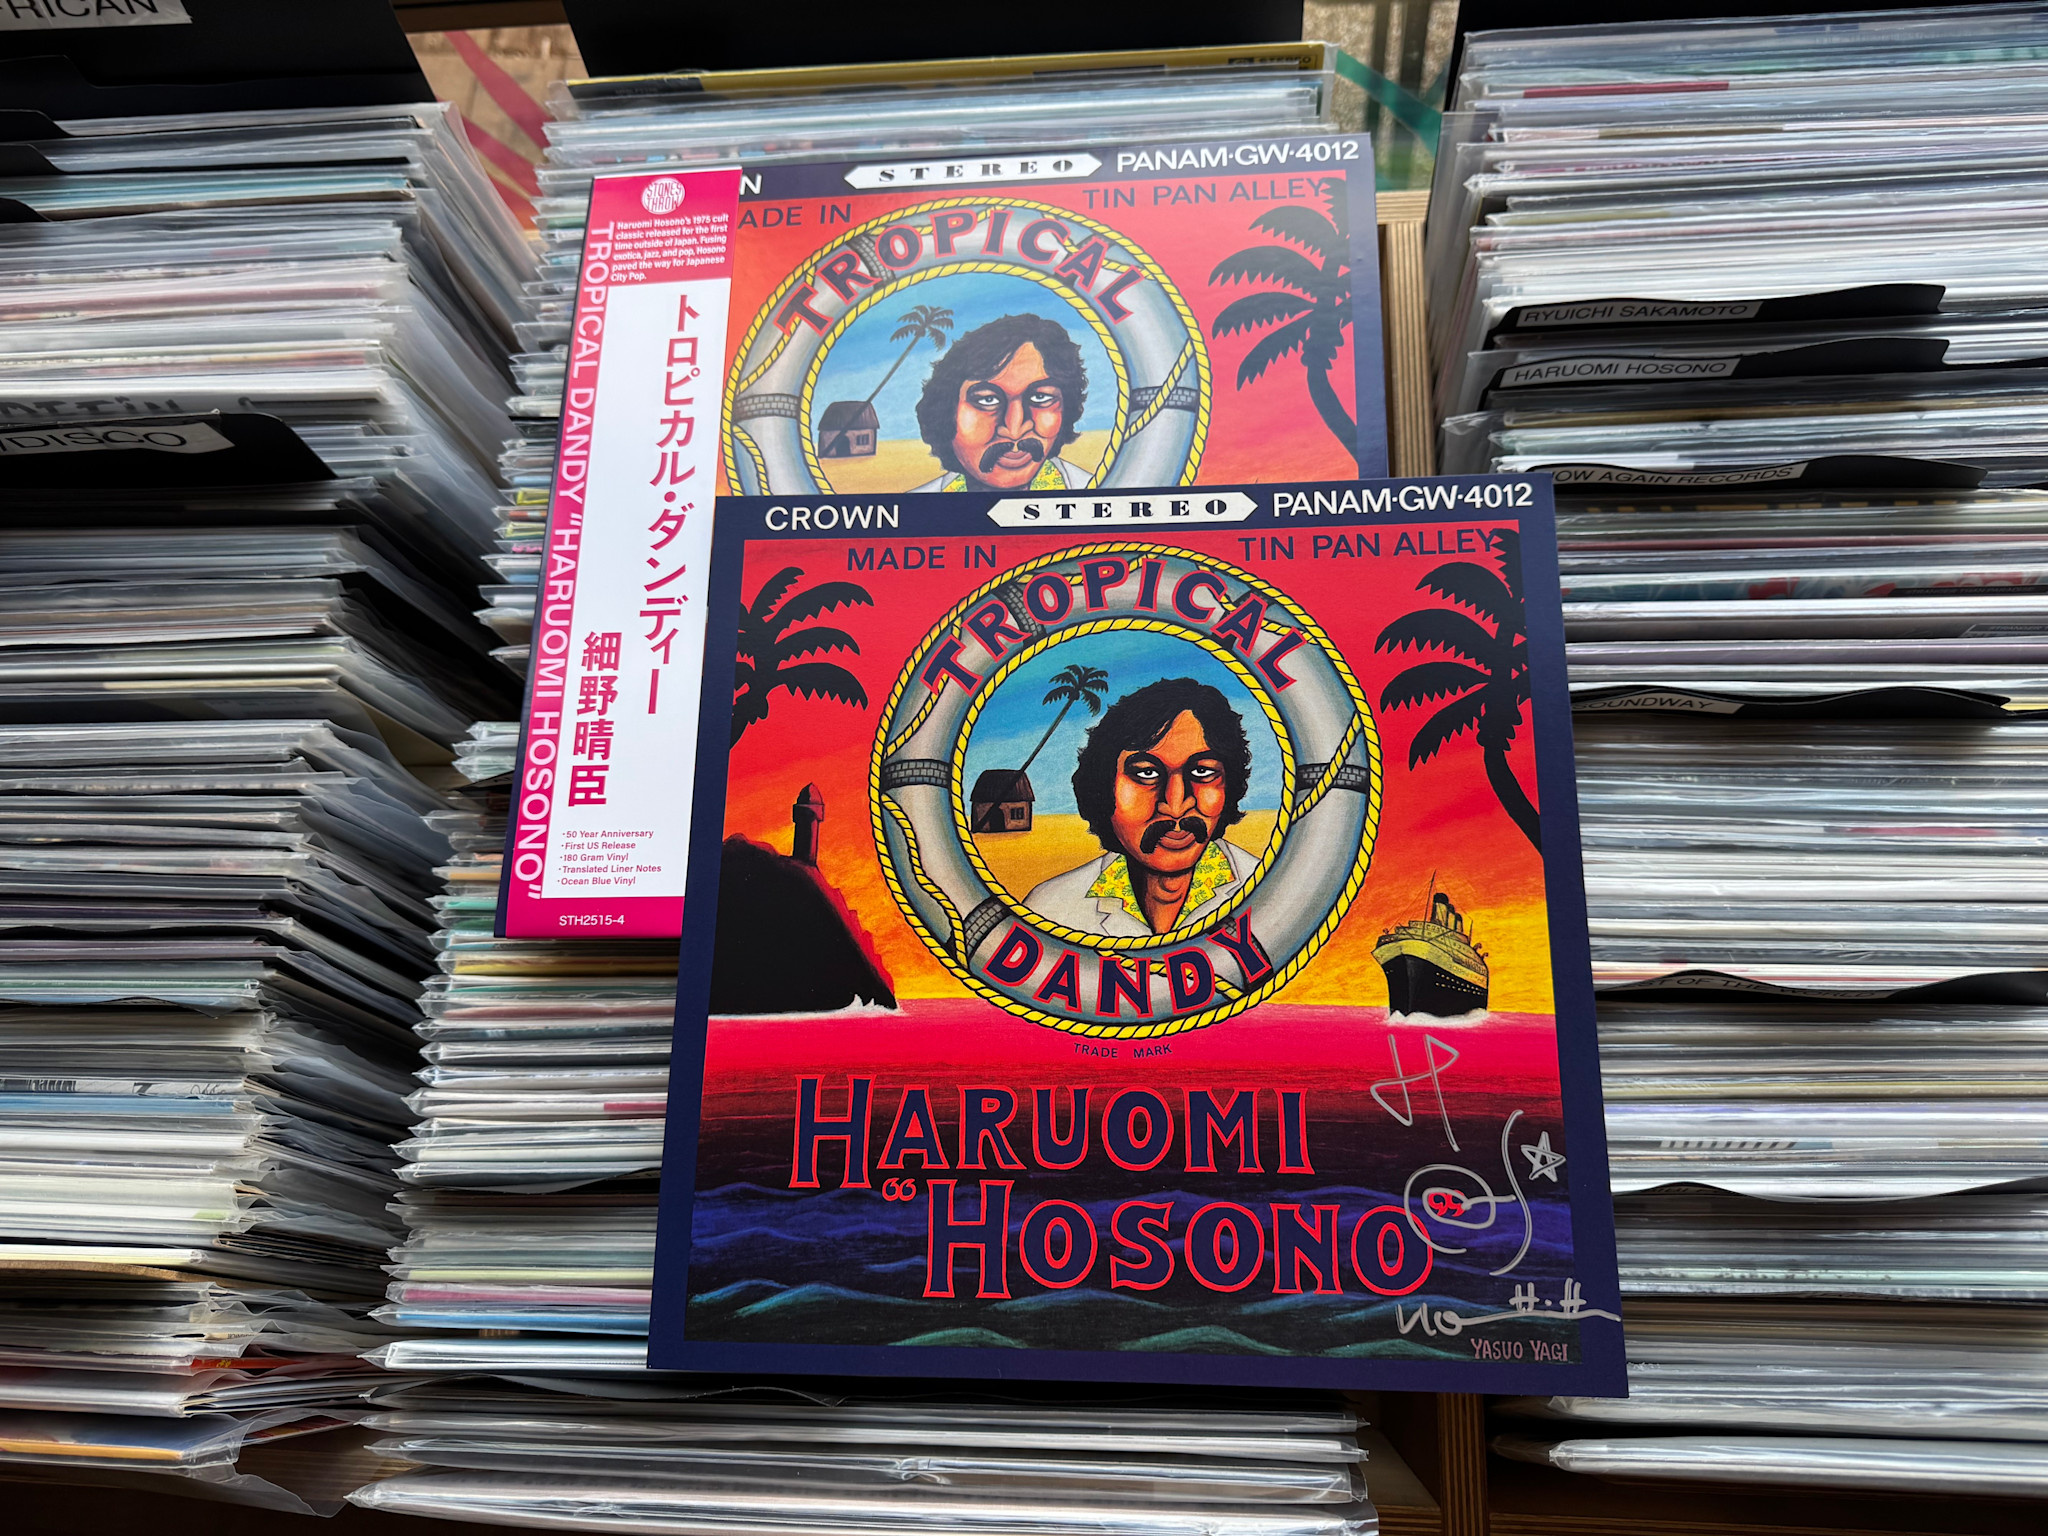 STEREO
PANAM·GW·4012
TIN PAN ALLEY
TROPICAL
STONES THROW
Haruomi Hosono's 1975 cult
classic released for the first
time outside of Japan. Fusing
exotica, jazz, and pop, Hosono
paved the way for Japanese
City Pop.
TROPICAL DANDY "HARUOMI HOSONO"
トロピカル・ダンディー
細野晴臣
·50 Year Anniversary
·First US Release
·180 Gram Vinyl
·Translated Liner Notes
·Ocean Blue Vinyl
STH2515-4
CROWN
STEREO
PANAM·GW·4012
MADE IN
TIN PAN ALLEY
TROPICAL
DANDY
TRADE MARK
HARUOMI
"HOSONO"
YASUO YAGI
RYUICHI SAKAMOTO
HARUOMI HOSONO
AGAIN RECORDS
OF THE WORLD
DISCO